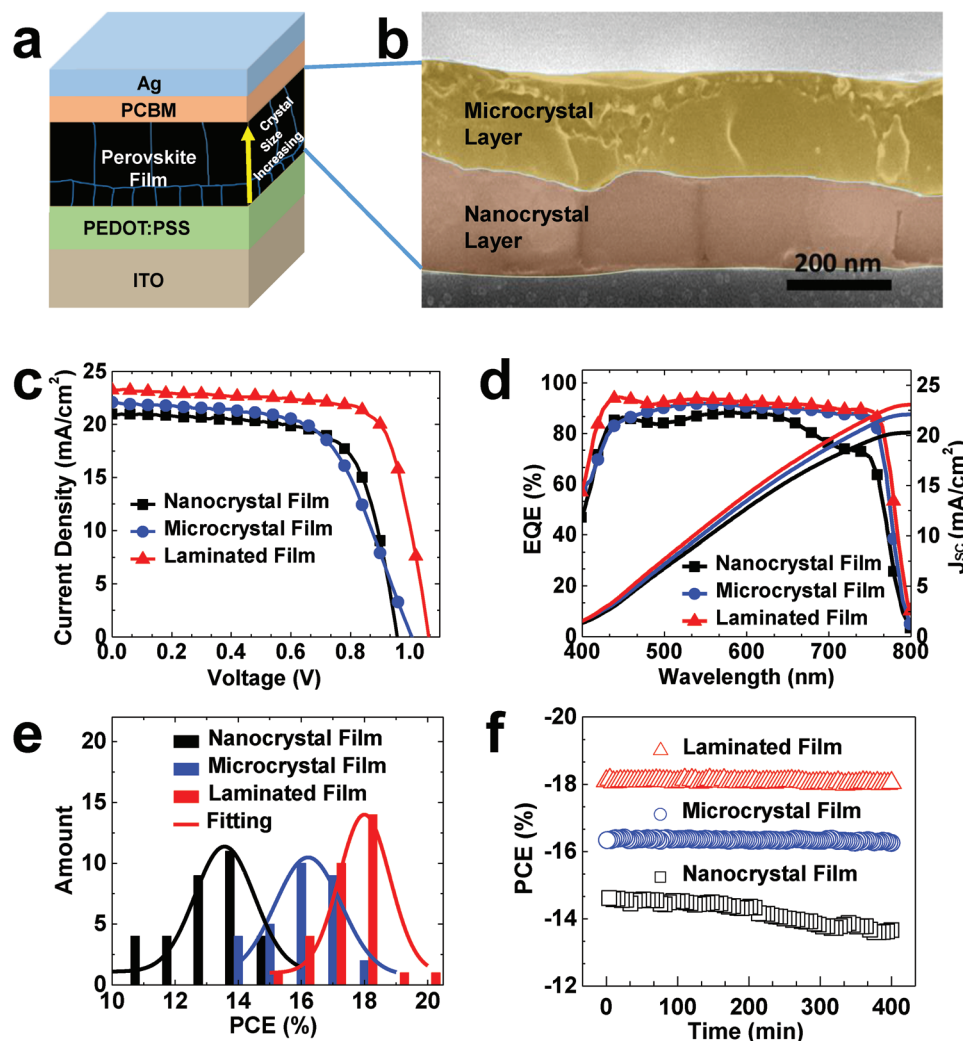 a
Ag
PCBM
Perovskite
Film
Crystal
Size
Increasing
PEDOT:PSS
ITO
b
Microcrystal
Layer
Nanocrystal
Layer
200 nm
c
25
20
15
10
5
0
Current Density (mA/cm²)
Nanocrystal Film
Microcrystal Film
Laminated Film
0.0 0.2 0.4 0.6 0.8 1.0
Voltage (V)
d
100
80
60
40
20
0
EQE (%)
25
20
15
10
5
0
Jsc (mA/cm²)
Nanocrystal Film
Microcrystal Film
Laminated Film
400 500 600 700 800
Wavelength (nm)
e
20
15
10
5
0
Amount
Nanocrystal Film
Microcrystal Film
Laminated Film
Fitting
10 12 14 16 18 20
PCE (%)
f
-20
-18
-16
-14
-12
PCE (%)
Laminated Film
Microcrystal Film
Nanocrystal Film
0 100 200 300 400
Time (min)